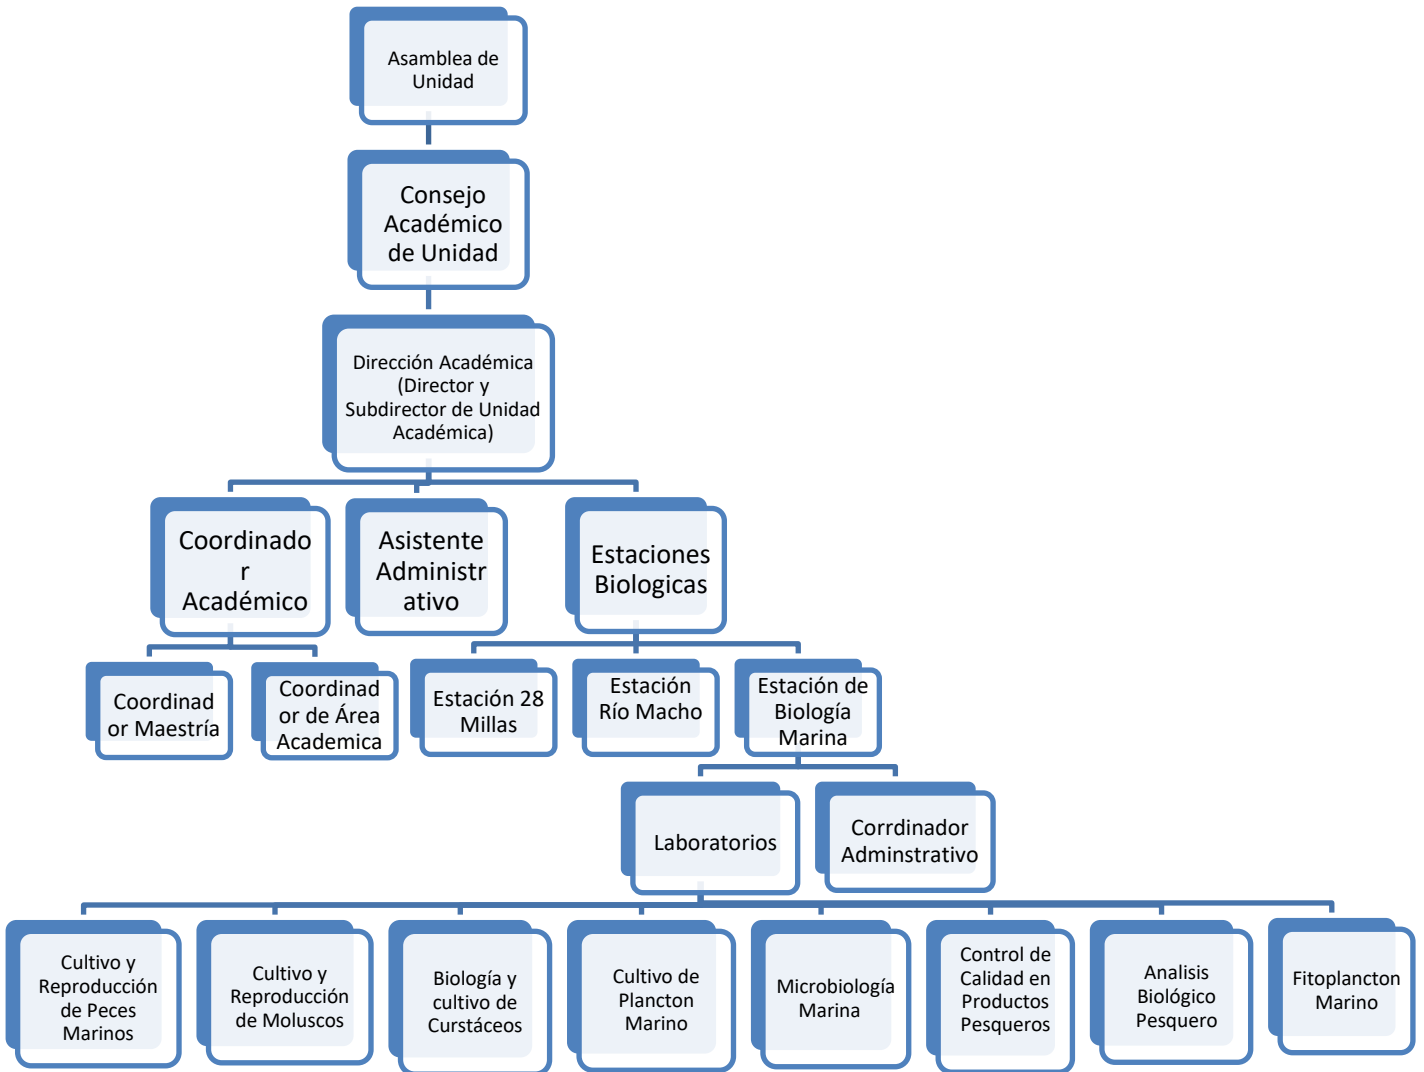 Asamblea de
Unidad
Consejo
Académico
de Unidad
Dirección Académica
(Director y
Subdirector de Unidad
Académica)
Coordinado
r
Académico
Asistente
Administr
ativo
Estaciones
Biologicas
Coordinad
or Maestría
Coordinad
or de Área
Academica
Estación 28
Millas
Estación
Río Macho
Estación de
Biología
Marina
Laboratorios
Corrdinador
Adminstrativo
Cultivo y
Reproducción
de Peces
Marinos
Cultivo y
Reproducción
de Moluscos
Biología y
cultivo de
Curstáceos
Cultivo de
Plancton
Marino
Microbiología
Marina
Control de
Calidad en
Productos
Pesqueros
Analisis
Biológico
Pesquero
Fitoplancton
Marino